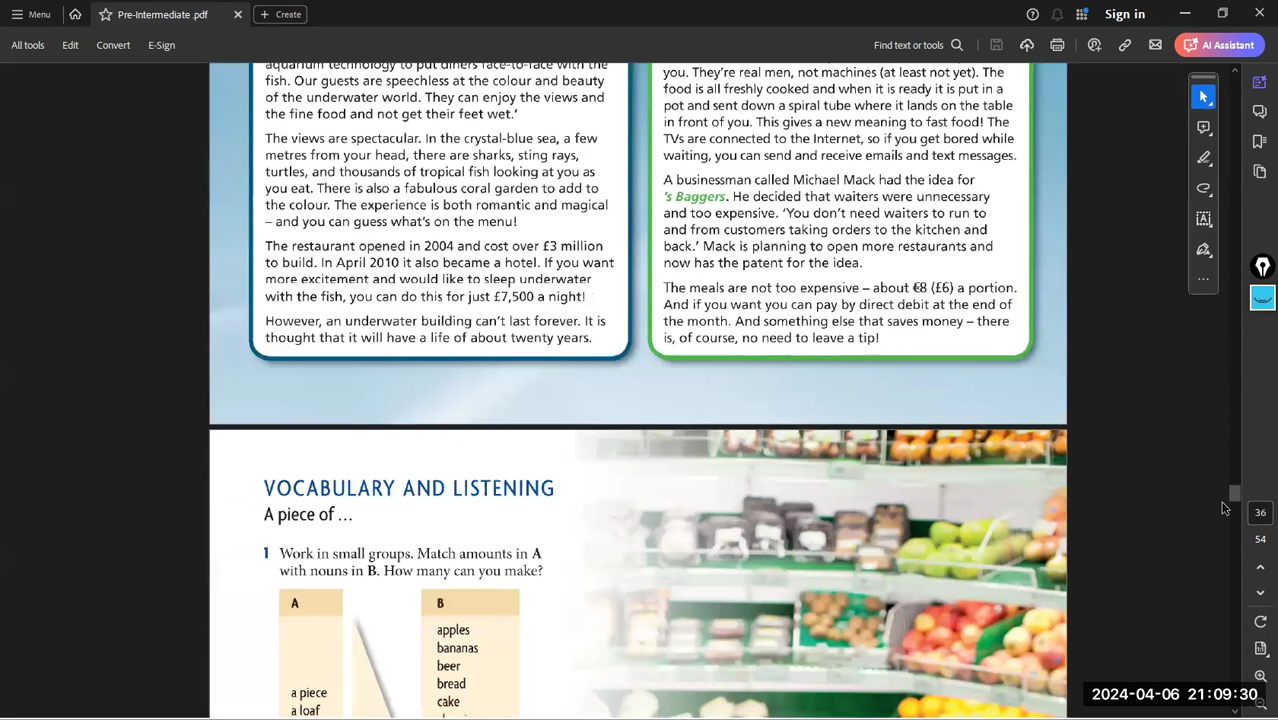 Menu
Pre-Intermediate .pdf
Create
Sign in
All tools
Edit
Convert
E-Sign
Find text or tools
AI Assistant
aquarium technology to put diners face-to-face with the
fish. Our guests are speechless at the colour and beauty
of the underwater world. They can enjoy the views and
the fine food and not get their feet wet.'
The views are spectacular. In the crystal-blue sea, a few
metres from your head, there are sharks, sting rays,
turtles, and thousands of tropical fish looking at you as
you eat. There is also a fabulous coral garden to add to
the colour. The experience is both romantic and magical
– and you can guess what's on the menu!
The restaurant opened in 2004 and cost over £3 million
to build. In April 2010 it also became a hotel. If you want
more excitement and would like to sleep underwater
with the fish, you can do this for just £7,500 a night!
However, an underwater building can't last forever. It is
thought that it will have a life of about twenty years.
you. They're real men, not machines (at least not yet). The
food is all freshly cooked and when it is ready it is put in a
pot and sent down a spiral tube where it lands on the table
in front of you. This gives a new meaning to fast food! The
TVs are connected to the Internet, so if you get bored while
waiting, you can send and receive emails and text messages.
A businessman called Michael Mack had the idea for
's Baggers. He decided that waiters were unnecessary
and too expensive. 'You don't need waiters to run to
and from customers taking orders to the kitchen and
back.' Mack is planning to open more restaurants and
now has the patent for the idea.
The meals are not too expensive – about €8 (£6) a portion.
And if you want you can pay by direct debit at the end of
the month. And something else that saves money – there
is, of course, no need to leave a tip!
VOCABULARY AND LISTENING
A piece of …
1 Work in small groups. Match amounts in A
with nouns in B. How many can you make?
A
a piece
a loaf
B
apples
bananas
beer
bread
cake
36
54
2024-04-06 21:09:30